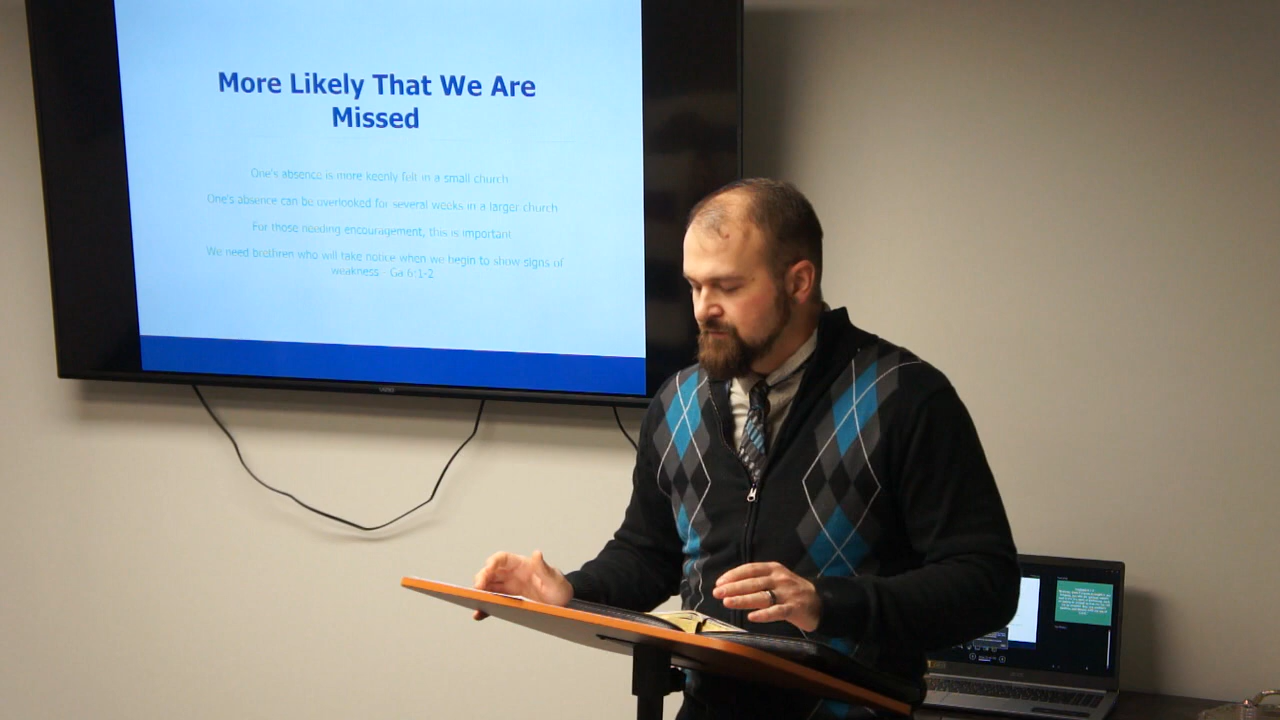 More Likely That We Are
Missed
One's absence is more keenly felt in a small church
One's absence can be overlooked for several weeks in a larger church
For those needing encouragement, this is important
We need brethren who will take notice when we begin to show signs of
weakness Ga 6:1-2